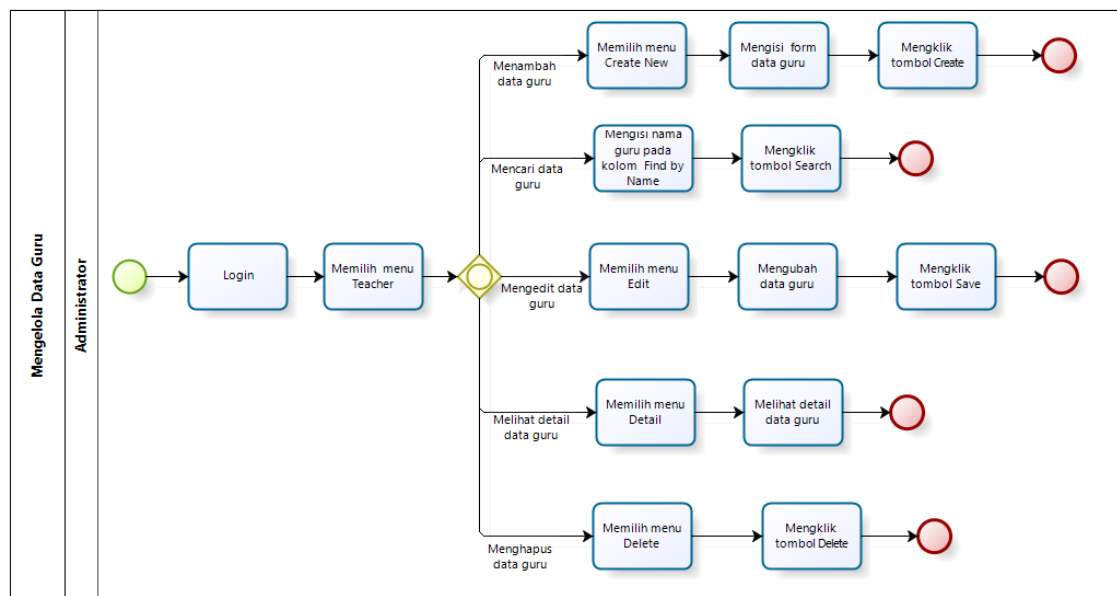 Mengelola Data Guru
Administrator
Login
Memilih menu
Teacher
Menambah
data guru
Memilih menu
Create New
Mengisi form
data guru
Mengklik
tombol Create
Mencari data
guru
Mengisi nama
guru pada
kolom Find by
Name
Mengklik
tombol Search
Mengedit data
guru
Memilih menu
Edit
Mengubah
data guru
Mengklik
tombol Save
Melihat detail
data guru
Memilih menu
Detail
Melihat detail
data guru
Menghapus
data guru
Memilih menu
Delete
Mengklik
tombol Delete